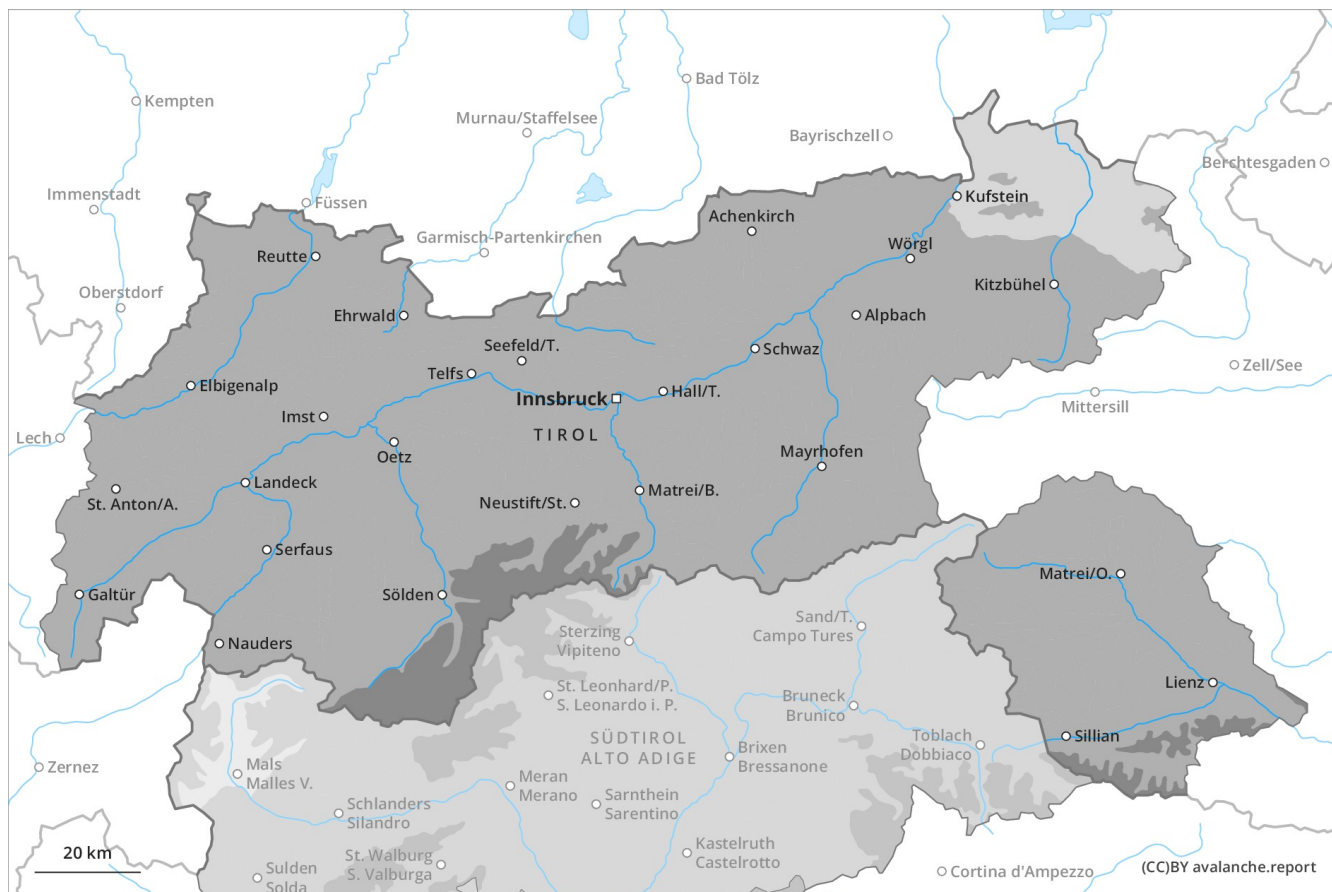 Bad Tölz
Kempten
Murnau/Staffelsee
Bayrischzell
Berchtesgaden
Immenstadt
Füssen
Kufstein
Achenkirch
Garmisch-Partenkirchen
Wörgl
Reutte
Kitzbühel
Oberstdorf
Ehrwald
Alpbach
Seefeld/T.
Schwaz
Zell/See
Telfs
Elbigenalp
Hall/T.
Innsbruck
Mittersill
Imst
Lech
TIROL
Oetz
Mayrhofen
Landeck
Matrei/B.
St. Anton/A.
Neustift/St.
Serfaus
Matrei/O.
Galtür
Sölden
Sand/T.
Campo Tures
Sterzing
Vipiteno
Nauders
Lienz
St. Leonhard/P.
S. Leonardo i. P.
Bruneck
Brunico
Sillian
Toblach
Dobbiaco
SÜDTIROL
ALTO ADIGE
Brixen
Bressanone
Zernez
Mals
Malles V.
Meran
Merano
Sarnthein
Sarentino
Schlanders
Silandro
Kastelruth
Castelrotto
20 km
St. Walburg
S. Valburga
Sulden
Solda
Cortina d'Ampezzo
(CC)BY avalanche.report